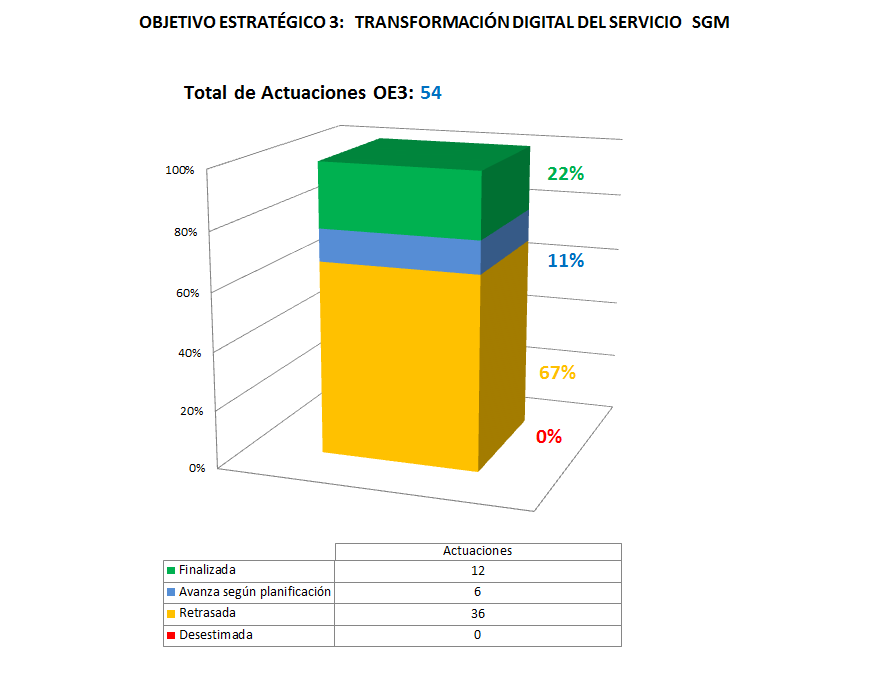 OBJETIVO ESTRATÉGICO 3: TRANSFORMACIÓN DIGITAL DEL SERVICIO SGM
Total de Actuaciones OE3: 54
100%
80%
60%
40%
20%
0%
22%
11%
67%
0%
Actuaciones
Finalizada 12
Avanza según planificación 6
Retrasada 36
Desestimada 0